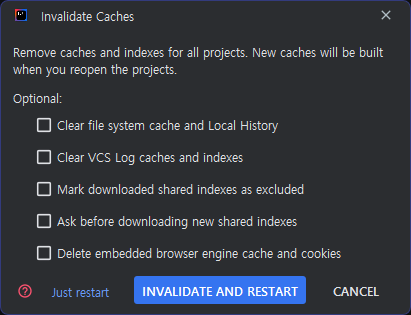 Invalidate Caches
Remove caches and indexes for all projects. New caches will be built
when you reopen the projects.
Optional:
Clear file system cache and Local History
Clear VCS Log caches and indexes
Mark downloaded shared indexes as excluded
Ask before downloading new shared indexes
Delete embedded browser engine cache and cookies
? Just restart INVALIDATE AND RESTART CANCEL